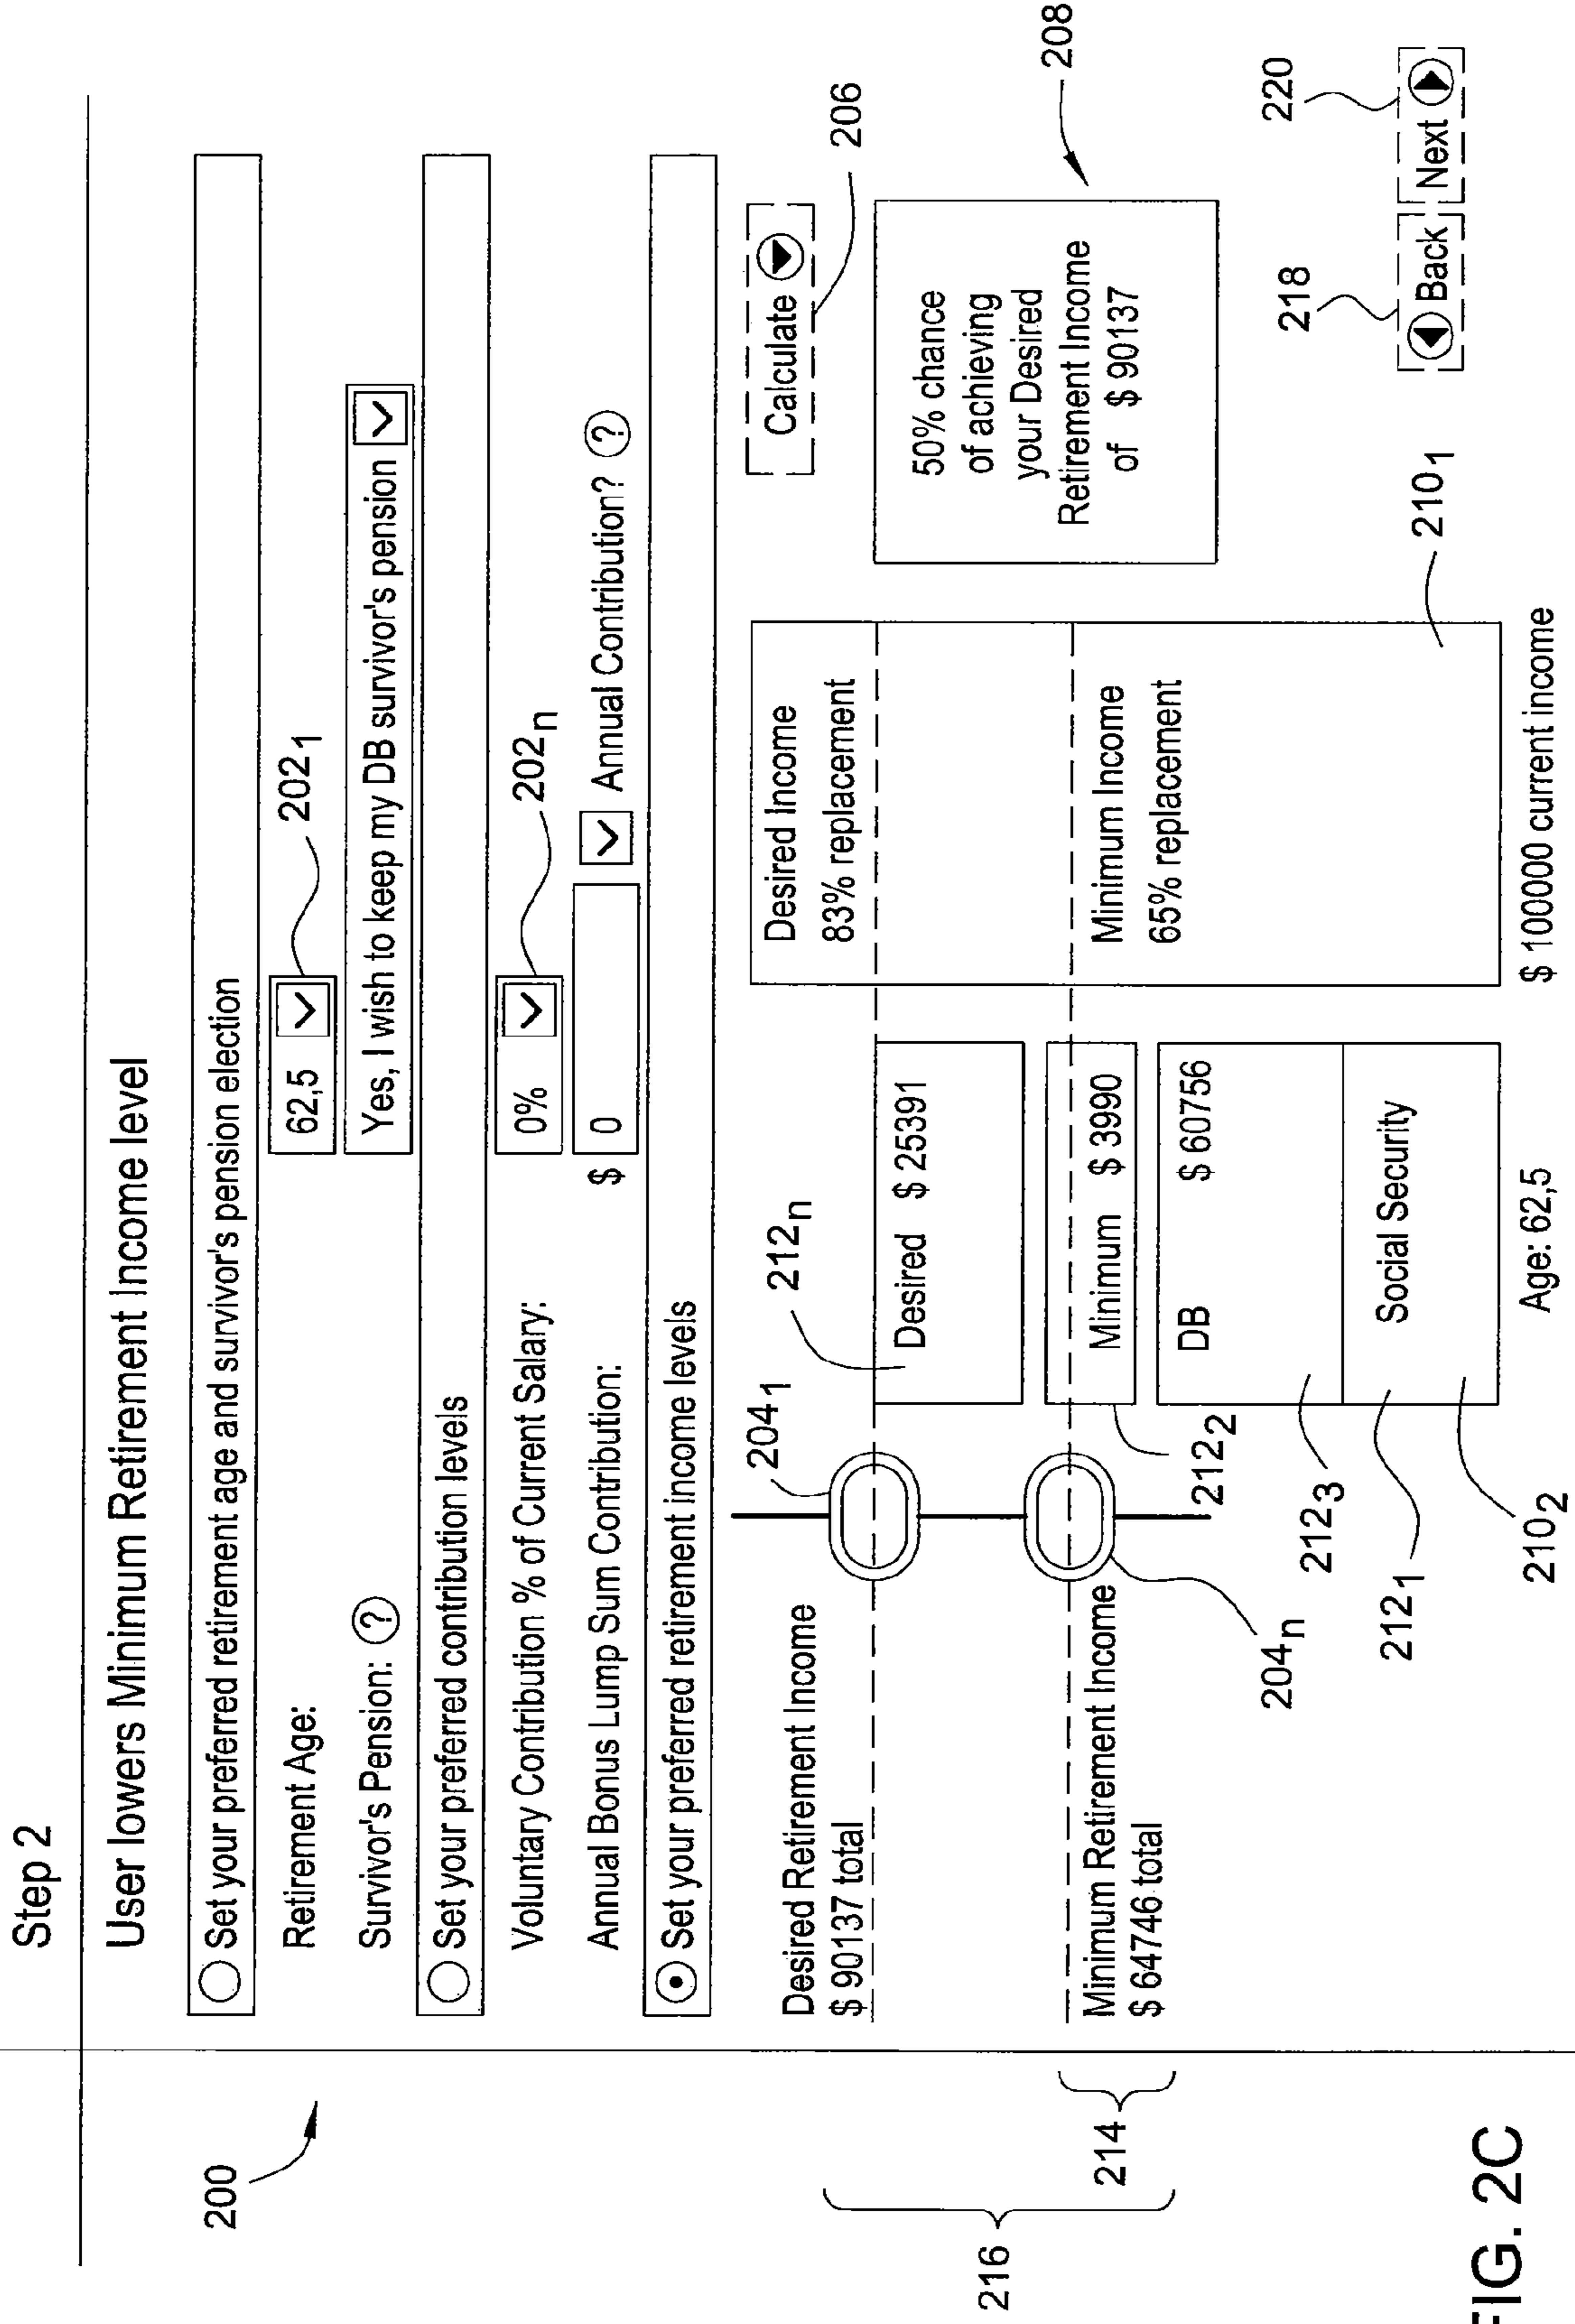 Step 2
User lowers Minimum Retirement Income level
200
Set your preferred retirement age and survivor's pension election
Retirement Age:
62,5
202₁
Survivor's Pension: ?
Yes, I wish to keep my DB survivor's pension
Set your preferred contribution levels
Voluntary Contribution % of Current Salary:
0%
202n
Annual Bonus Lump Sum Contribution:
$ 0
Annual Contribution? ?
Set your preferred retirement income levels
Calculate
206
Desired Retirement Income
$ 90137 total
204₁
212n
Desired $ 25391
Desired Income
83% replacement
50% chance
of achieving
your Desired
Retirement Income
of $ 90137
208
216
214
Minimum Retirement Income
$ 64746 total
204n
Minimum $ 3990
212₂
Minimum Income
65% replacement
DB $ 60756
212₃
Social Security
212₁
210₂
210₁
Age: 62,5
$ 100000 current income
218
220
Back
Next
FIG. 2C